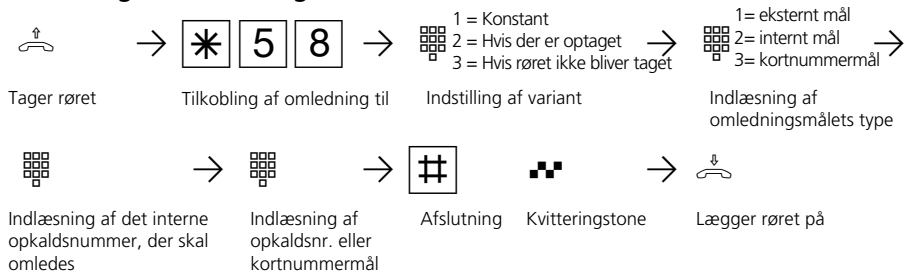 1 = Konstant
2 = Hvis der er optaget
3 = Hvis røret ikke bliver taget
1= eksternt mål
2= internt mål
3= kortnummermål
* 5 8
Tager røret
Tilkobling af omledning til
Indstilling af variant
Indlæsning af
omledningsmålets type
#
Indlæsning af det interne
opkaldsnummer, der skal
omledes
Indlæsning af
opkaldsnr. eller
kortnummermål
Afslutning
Kvitteringstone
Lægger røret på